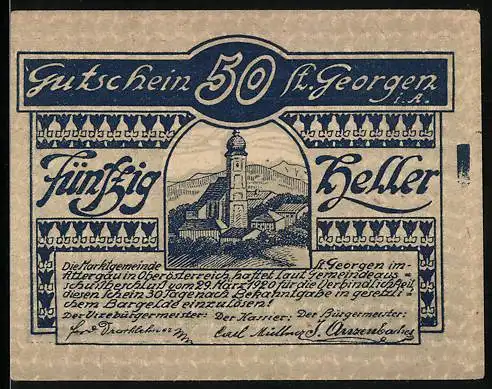 Gutschein 50 St. Georgen
i. A.
Fünfzig Heller
Die Marktgemeinde St. Georgen im
Attergau in Oberösterreich, haftet laut Gemeindeaus=
schußbeschluß vom 29. März 1920 für die Verbindlichkeit,
diesen Schein 30 Tage nach Bekanntgabe in gesetzli=
chem Bargelde einzulösen!
Der Vizebürgermeister: Der Kassier: Der Bürgermeister:
Carl